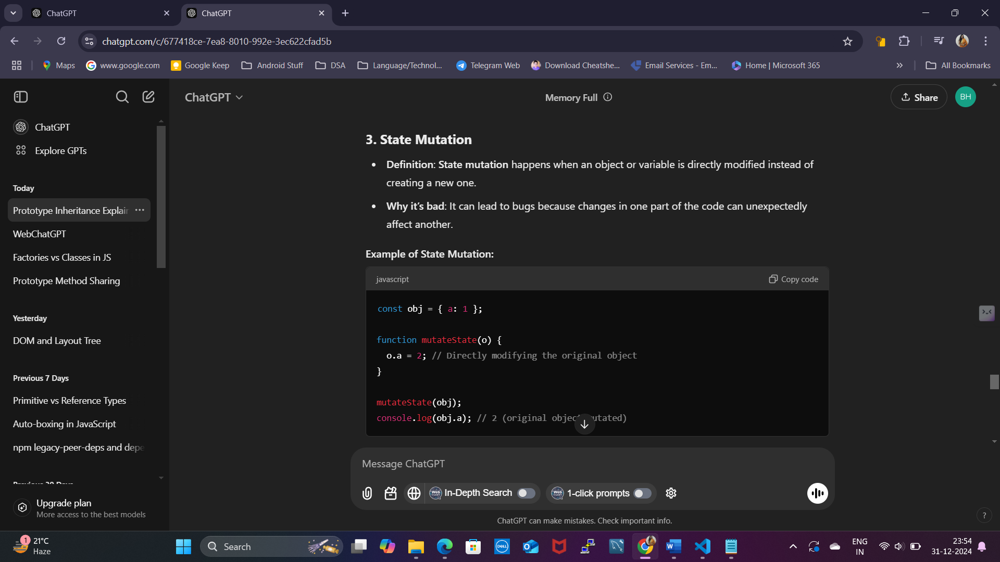 ChatGPT
ChatGPT
chatgpt.com/c/677418ce-7ea8-8010-992e-3ec622cfad5b
Maps
www.google.com
Google Keep
Android Stuff
DSA
Language/Technol...
Telegram Web
Download Cheatshe...
Email Services - Em...
Home | Microsoft 365
All Bookmarks
ChatGPT
Explore GPTs
Today
Prototype Inheritance Explai
WebChatGPT
Factories vs Classes in JS
Prototype Method Sharing
Yesterday
DOM and Layout Tree
Previous 7 Days
Primitive vs Reference Types
Auto-boxing in JavaScript
npm legacy-peer-deps and depe
Upgrade plan
More access to the best models
ChatGPT
Memory Full
Share
BH
3. State Mutation
• Definition: State mutation happens when an object or variable is directly modified instead of
creating a new one.
• Why it’s bad: It can lead to bugs because changes in one part of the code can unexpectedly
affect another.
Example of State Mutation:
javascript
Copy code
const obj = { a: 1 };
function mutateState(o) {
o.a = 2; // Directly modifying the original object
}
mutateState(obj);
console.log(obj.a); // 2 (original objec utated)
Message ChatGPT
In-Depth Search
1-click prompts
ChatGPT can make mistakes. Check important info.
?
1
21°C
Haze
Search
DELL
ENG
IN
23:54
31-12-2024